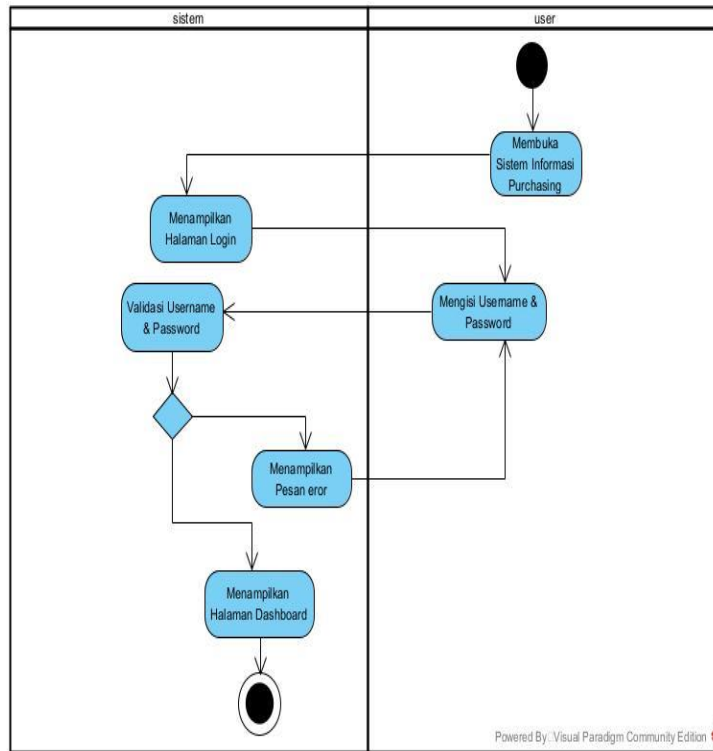 sistem
user
Membuka
Sistem Informasi
Purchasing
Menampilkan
Halaman Login
Validasi Username
& Password
Mengisi Username &
Password
Menampilkan
Pesan eror
Menampilkan
Halaman Dashboard
Powered By: Visual Paradigm Community Edition